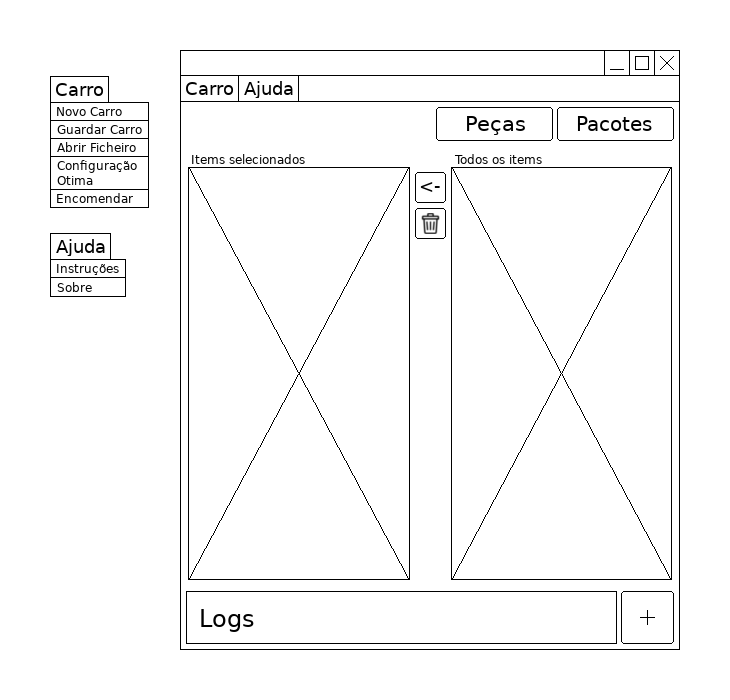 Carro
Novo Carro
Guardar Carro
Abrir Ficheiro
Configuração
Otima
Encomendar
Ajuda
Instruções
Sobre
Carro Ajuda
Peças Pacotes
Items selecionados
Todos os items
<-
Logs
+